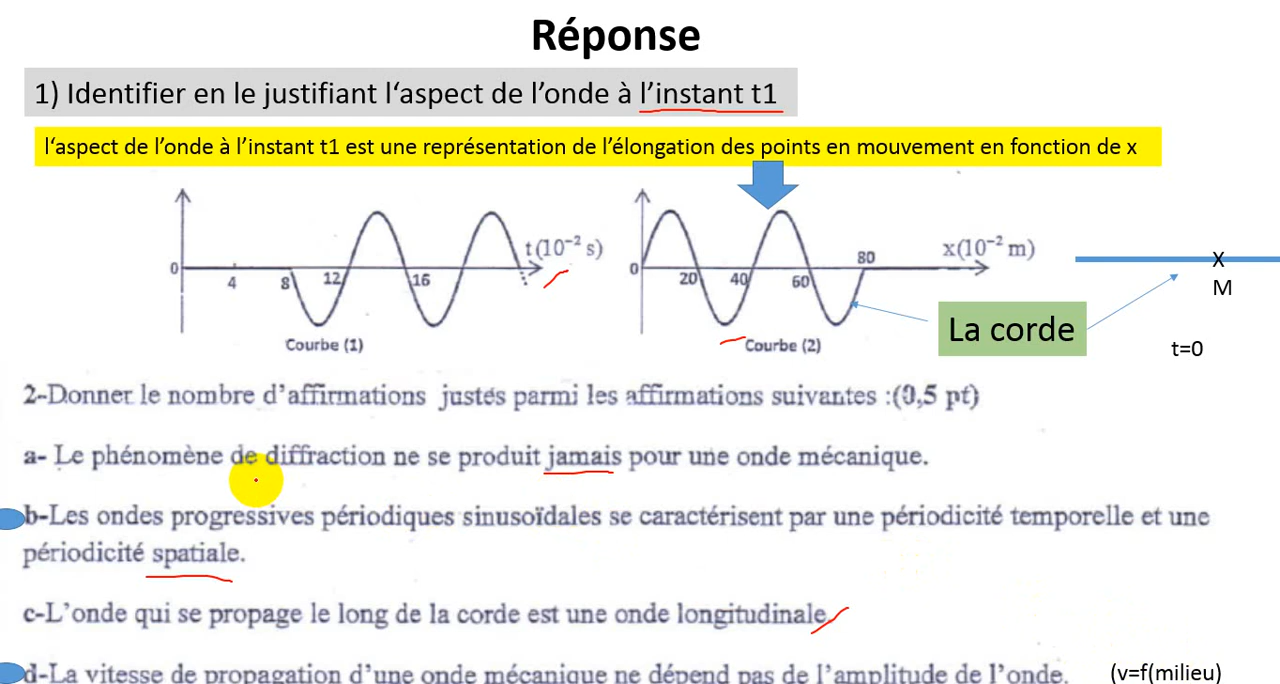 Réponse
1) Identifier en le justifiant l‘aspect de l’onde à l’instant t1
l‘aspect de l’onde à l’instant t1 est une représentation de l’élongation des points en mouvement en fonction de x
t(10⁻² s)
0 4 8 12 16
Courbe (1)
x(10⁻² m)
80
0 20 40 60
Courbe (2)
La corde
X
M
t=0
2-Donner le nombre d’affirmations justes parmi les affirmations suivantes :(0,5 pt)
a- Le phénomène de diffraction ne se produit jamais pour une onde mécanique.
b-Les ondes progressives périodiques sinusoïdales se caractérisent par une périodicité temporelle et une
périodicité spatiale.
c-L’onde qui se propage le long de la corde est une onde longitudinale.
d-La vitesse de propagation d’une onde mécanique ne dépend pas de l’amplitude de l’onde.
(v=f(milieu)